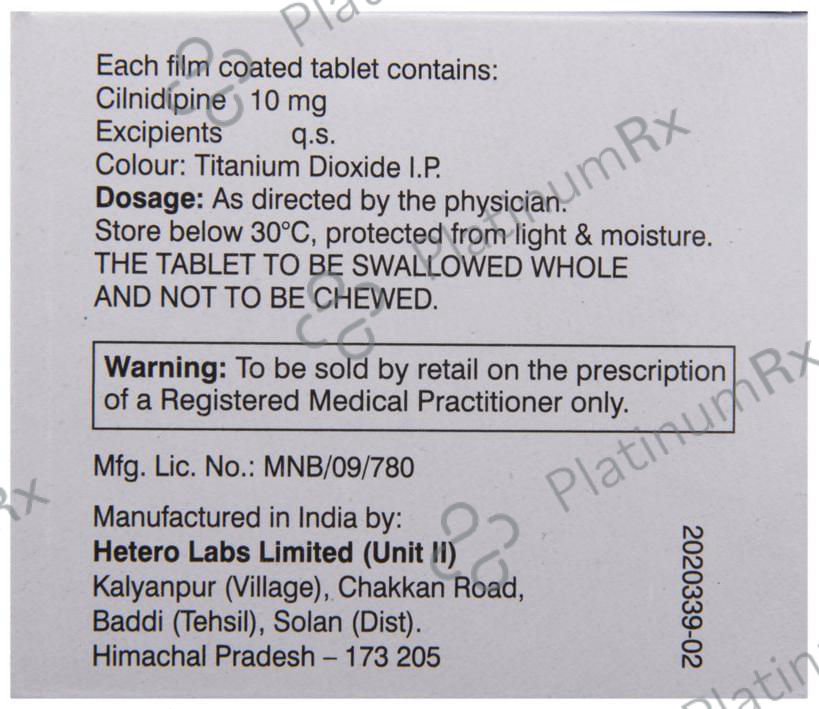 Each film coated tablet contains:
Cilnidipine 10 mg
Excipients q.s.
Colour: Titanium Dioxide I.P.
Dosage: As directed by the physician.
Store below 30°C, protected from light & moisture.
THE TABLET TO BE SWALLOWED WHOLE
AND NOT TO BE CHEWED.
Warning: To be sold by retail on the prescription
of a Registered Medical Practitioner only.
Mfg. Lic. No.: MNB/09/780
Manufactured in India by:
Hetero Labs Limited (Unit II)
Kalyanpur (Village), Chakkan Road,
Baddi (Tehsil), Solan (Dist).
Himachal Pradesh – 173 205
2020339-02
PlatinumRx
PlatinumRx
Pla
Rx
Platin